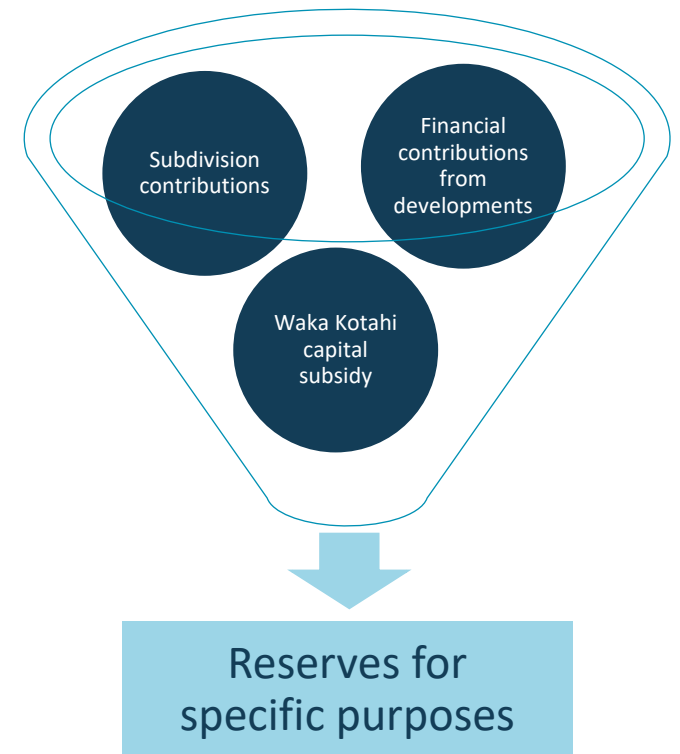 Subdivision
contributions
Financial
contributions
from
developments
Waka Kotahi
capital
subsidy
Reserves for
specific purposes